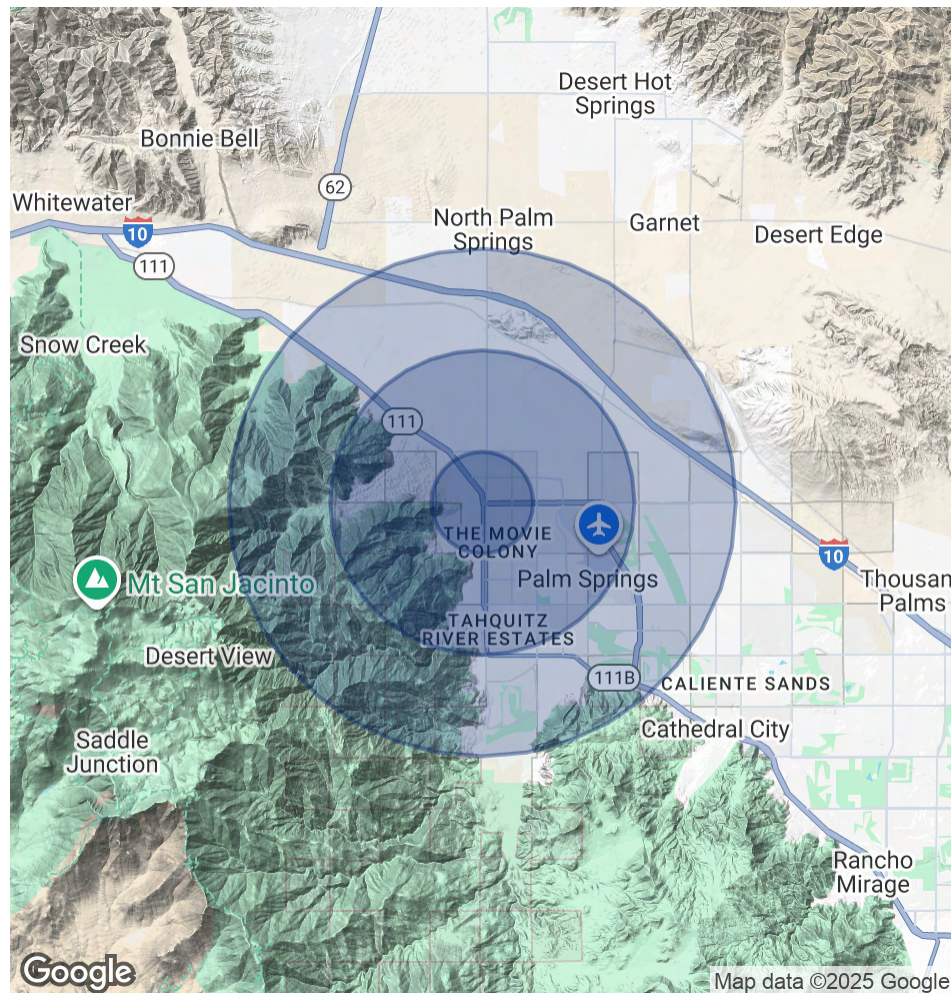 Desert Hot
Springs
Bonnie Bell
62
Whitewater
10
North Palm
Springs
Garnet
Desert Edge
111
Snow Creek
111
THE MOVIE
COLONY
10
Palm Springs
Mt San Jacinto
Thousan
Palms
TAHQUITZ
RIVER ESTATES
Desert View
111B
CALIENTE SANDS
Cathedral City
Saddle
Junction
Rancho
Mirage
Google
Map data ©2025 Google